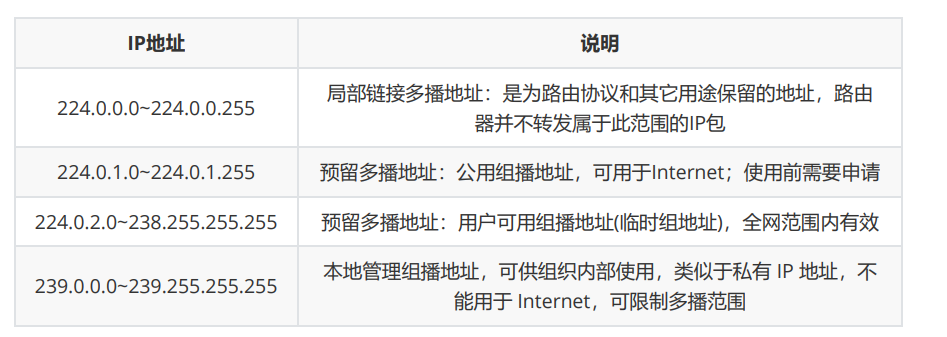 IP地址
说明
224.0.0.0~224.0.0.255
局部链接多播地址：是为路由协议和其它用途保留的地址，路由
器并不转发属于此范围的IP包
224.0.1.0~224.0.1.255
预留多播地址：公用组播地址，可用于Internet；使用前需要申请
224.0.2.0~238.255.255.255
预留多播地址：用户可用组播地址(临时组地址)，全网范围内有效
239.0.0.0~239.255.255.255
本地管理组播地址，可供组织内部使用，类似于私有 IP 地址，不
能用于 Internet，可限制多播范围